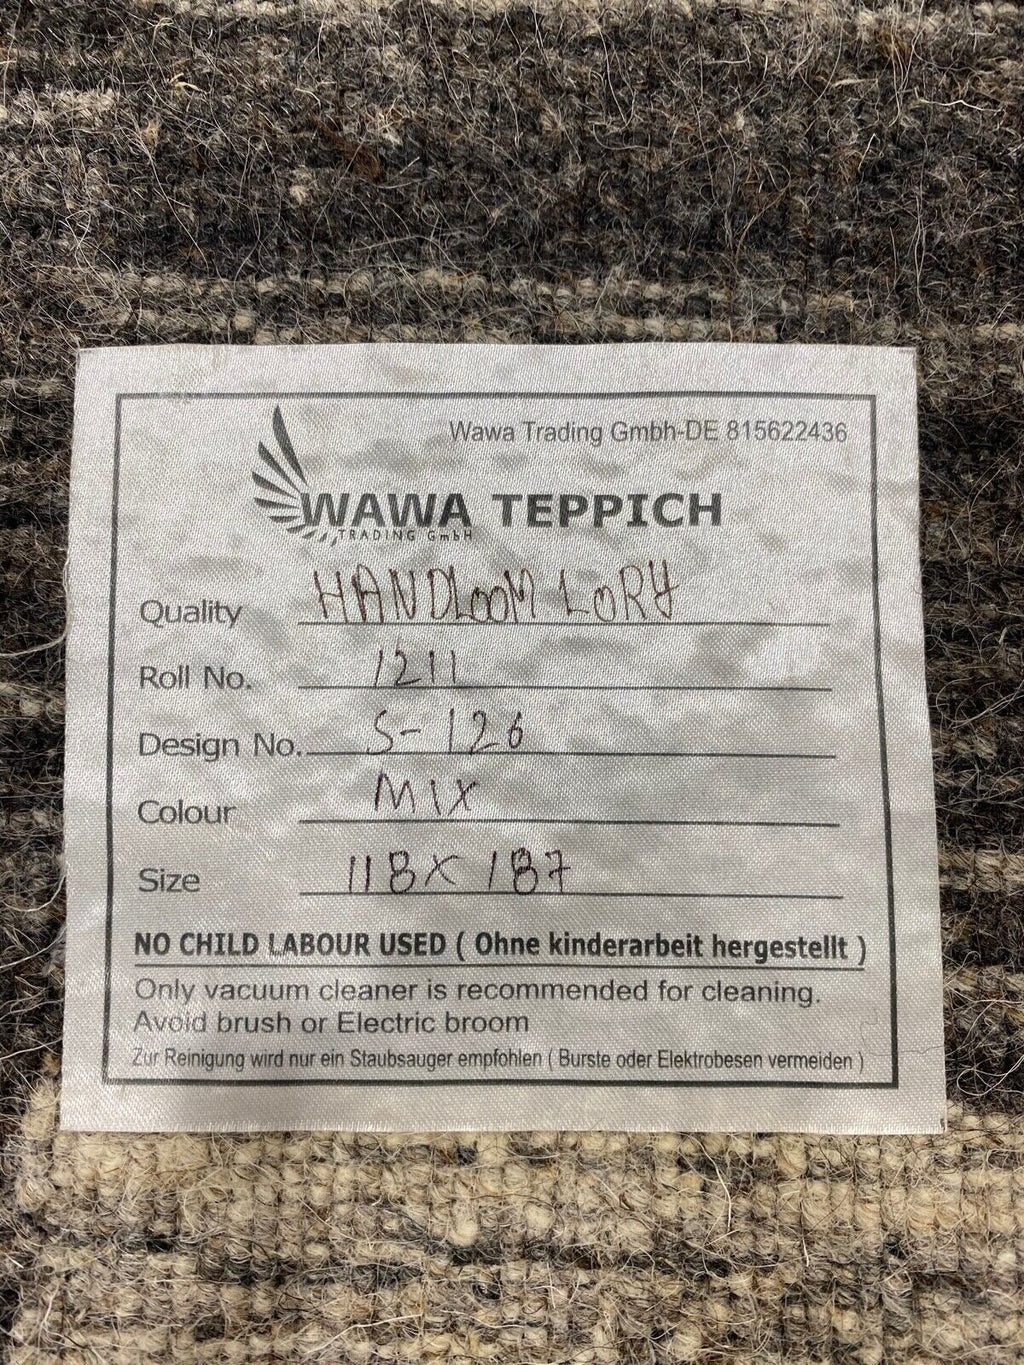 Wawa Trading Gmbh-DE 815622436
WAWA TEPPICH
TRADING GmbH
Quality HANDLOOM LORY
Roll No. 1211
Design No. S-126
Colour MIX
Size 118X187
NO CHILD LABOUR USED ( Ohne kinderarbeit hergestellt )
Only vacuum cleaner is recommended for cleaning.
Avoid brush or Electric broom
Zur Reinigung wird nur ein Staubsauger empfohlen ( Burste oder Elektrobesen vermeiden )